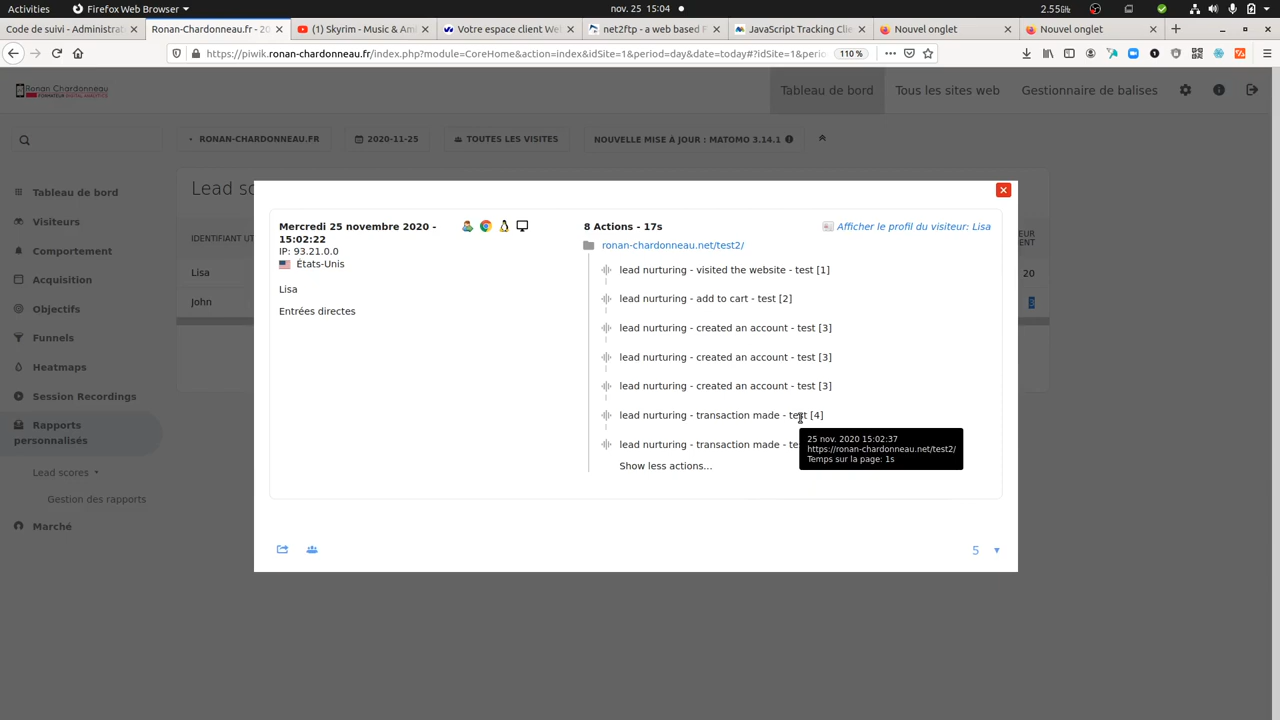 Activities
Firefox Web Browser
nov. 25 15:04
2.55%
Code de suivi - Administrat
Ronan-Chardonneau.fr - 20
(1) Skyrim - Music & Am
Votre espace client We
net2ftp - a web based F
JavaScript Tracking Clie
Nouvel onglet
Nouvel onglet
https://piwik.ronan-chardonneau.fr/index.php?module=CoreHome&action=index&idSite=1&period=day&date=today#?idSite=1&perio
110 %
Ronan Chardonneau
FORMATEUR DIGITAL ANALYTICS
Tableau de bord
Tous les sites web
Gestionnaire de balises
RONAN-CHARDONNEAU.FR
2020-11-25
TOUTES LES VISITES
NOUVELLE MISE À JOUR : MATOMO 3.14.1
Tableau de bord
Visiteurs
Comportement
Acquisition
Objectifs
Funnels
Heatmaps
Session Recordings
Rapports
personnalisés
Lead scores
Gestion des rapports
Marché
Lead sc
IDENTIFIANT UT
EUR
ENT
Lisa
20
John
3
Mercredi 25 novembre 2020 -
15:02:22
IP: 93.21.0.0
États-Unis
Lisa
Entrées directes
8 Actions - 17s
Afficher le profil du visiteur: Lisa
ronan-chardonneau.net/test2/
lead nurturing - visited the website - test [1]
lead nurturing - add to cart - test [2]
lead nurturing - created an account - test [3]
lead nurturing - created an account - test [3]
lead nurturing - created an account - test [3]
lead nurturing - transaction made - test [4]
lead nurturing - transaction made - te
Show less actions...
25 nov. 2020 15:02:37
https://ronan-chardonneau.net/test2/
Temps sur la page: 1s
5